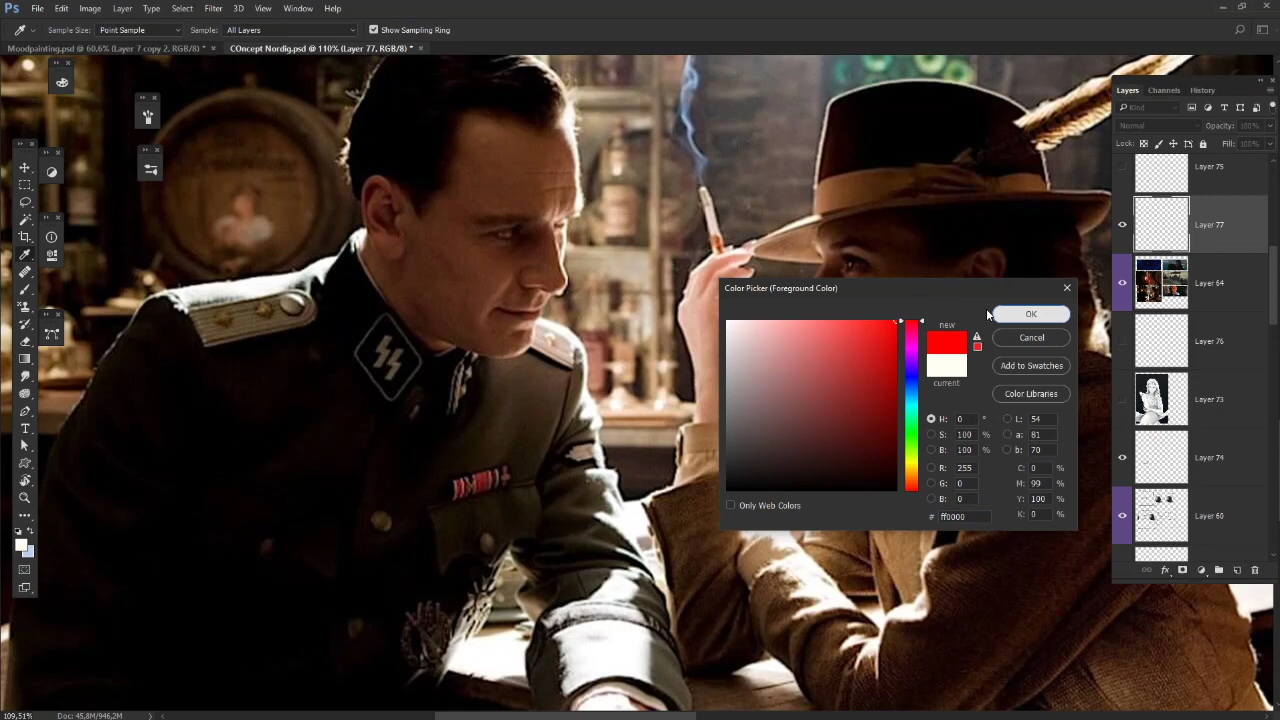 Ps File Edit Image Layer Type Select Filter 3D View Window Help
Sample Size: Point Sample Sample: All Layers Show Sampling Ring
Moodpainting.psd @ 60,6% (Layer 7 copy 2, RGB/8) * × COncept Nordig.psd @ 110% (Layer 77, RGB/8) * ×
Layers Channels History
Kind
Normal Opacity: 100%
Lock: Fill: 100%
Layer 75
Layer 77
Layer 64
Layer 76
Layer 73
Layer 74
Layer 60
Color Picker (Foreground Color)
new
current
OK
Cancel
Add to Swatches
Color Libraries
H: 0 ° L: 54
S: 100 % a: 81
B: 100 % b: 70
R: 255 C: 0 %
G: 0 M: 99 %
B: 0 Y: 100 %
# ff0000 K: 0 %
Only Web Colors
109,51% Doc: 45,8M/946,2M